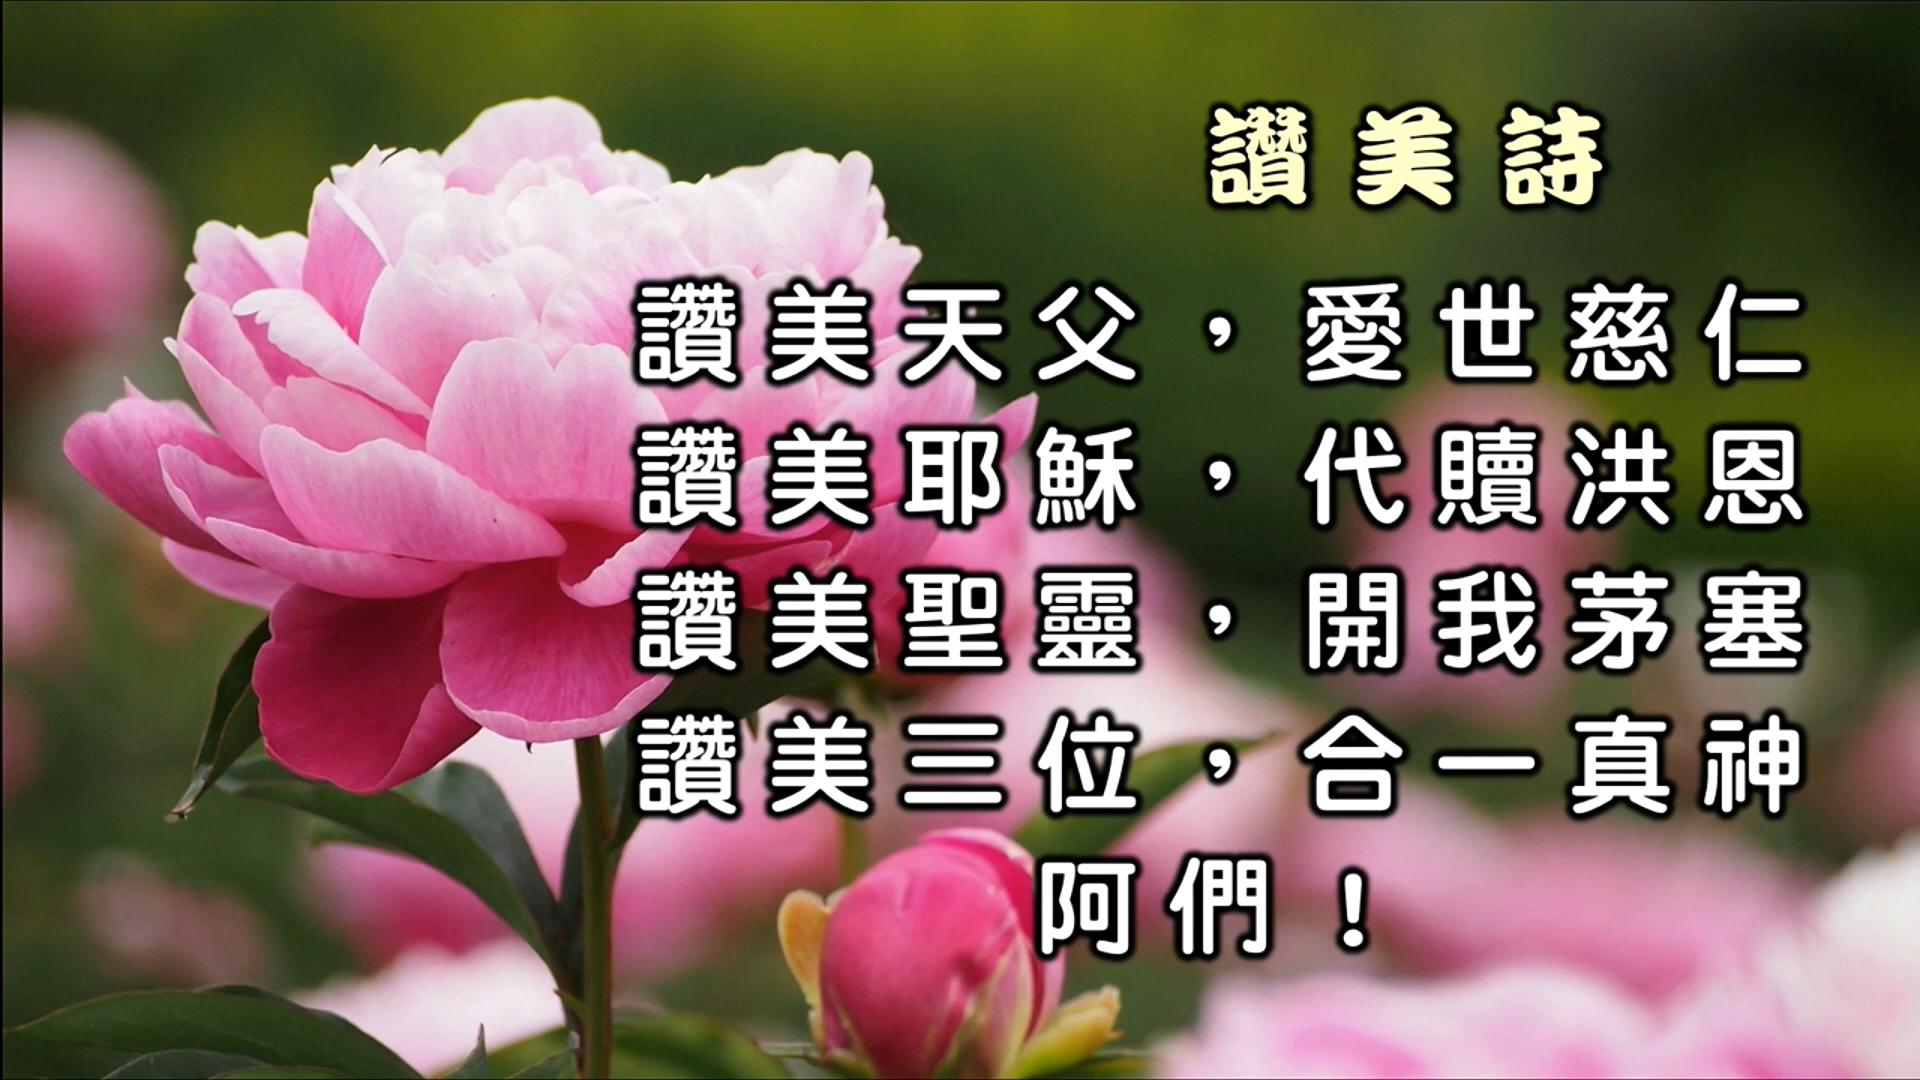 讚美詩
讚美天父，愛世慈仁
讚美耶穌，代贖洪恩
讚美聖靈，開我茅塞
讚美三位，合一真神
阿們！